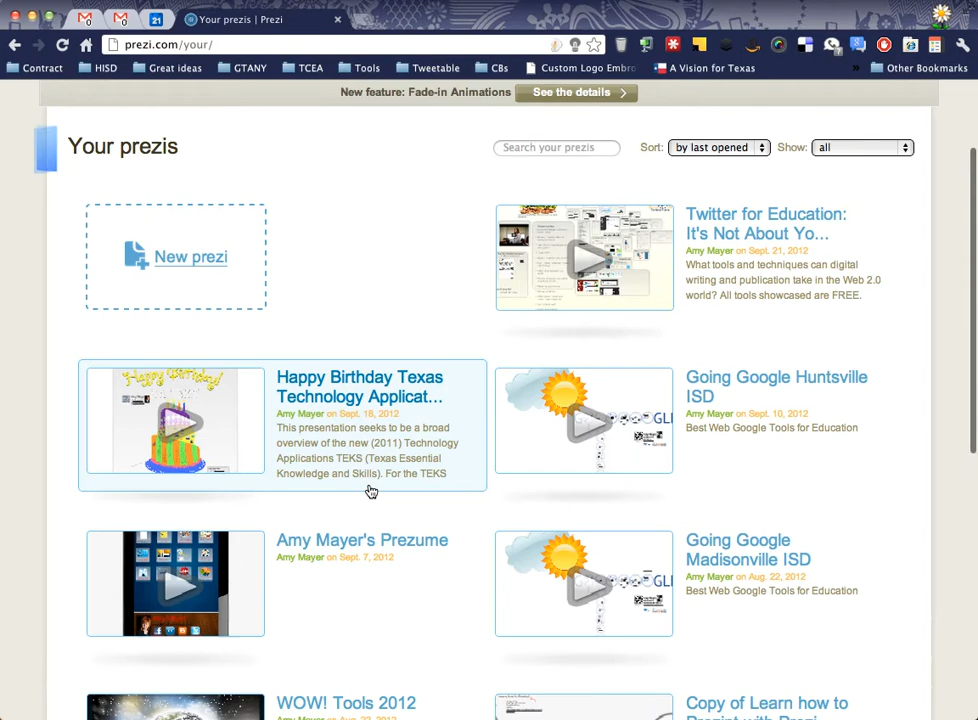 Your prezis | Prezi
21
prezi.com/your/
Contract
HISD
Great ideas
GTANY
TCEA
Tools
Tweetable
CBs
Custom Logo Embro
A Vision for Texas
»
Other Bookmarks
New feature: Fade-in Animations
See the details
Your prezis
Search your prezis
Sort:
by last opened
Show:
all
New prezi
Twitter for Education:
It's Not About Yo...
Amy Mayer on Sept. 21, 2012
What tools and techniques can digital
writing and publication take in the Web 2.0
world? All tools showcased are FREE.
Happy Birthday!
Happy Birthday Texas
Technology Applicat...
Amy Mayer on Sept. 18, 2012
This presentation seeks to be a broad
overview of the new (2011) Technology
Applications TEKS (Texas Essential
Knowledge and Skills). For the TEKS
Going Google Huntsville
ISD
Amy Mayer on Sept. 10, 2012
Best Web Google Tools for Education
Amy Mayer's Prezume
Amy Mayer on Sept. 7, 2012
Going Google
Madisonville ISD
Amy Mayer on Aug. 22, 2012
Best Web Google Tools for Education
WOW! Tools 2012
Copy of Learn how to